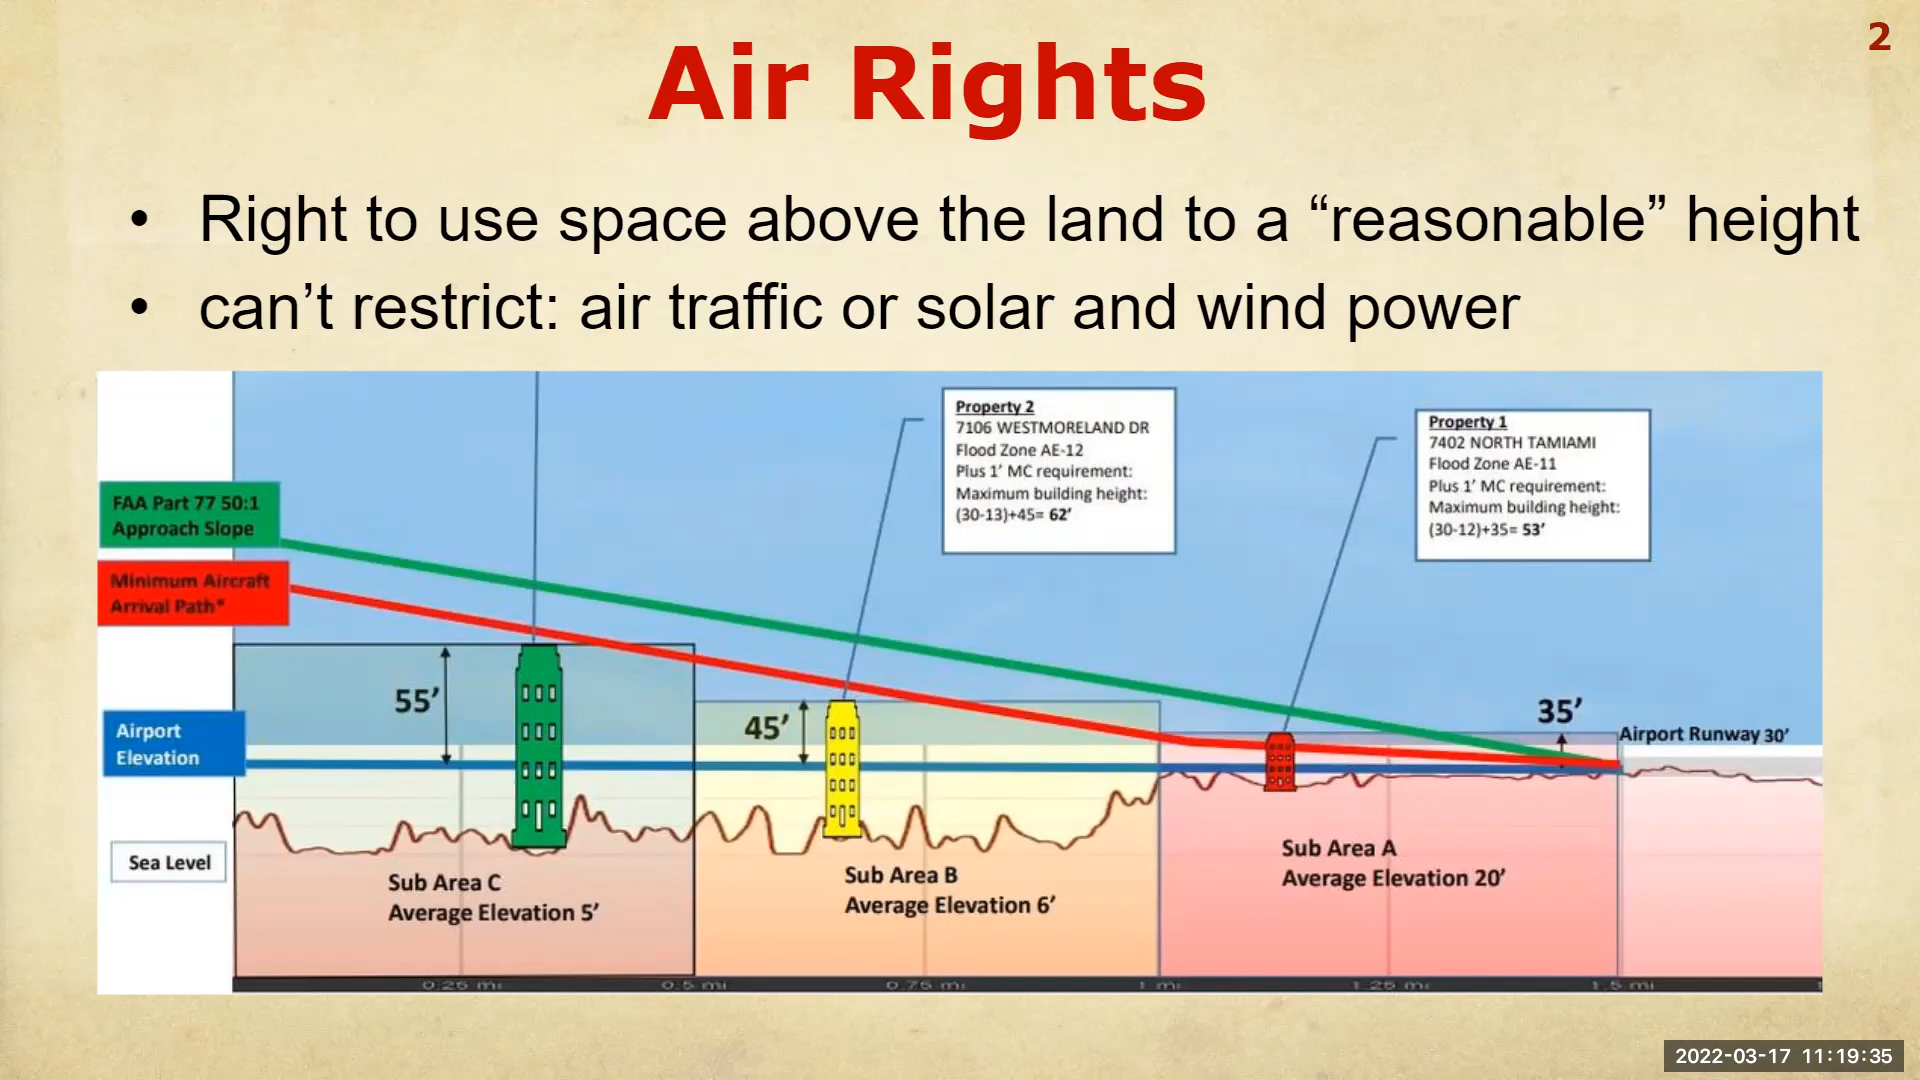 2
Air Rights
• Right to use space above the land to a “reasonable” height
• can’t restrict: air traffic or solar and wind power
Property 2
7106 WESTMORELAND DR
Flood Zone AE-12
Plus 1’ MC requirement:
Maximum building height:
(30-13)+45= 62’
Property 1
7402 NORTH TAMIAMI
Flood Zone AE-11
Plus 1’ MC requirement:
Maximum building height:
(30-12)+35= 53’
FAA Part 77 50:1
Approach Slope
Minimum Aircraft
Arrival Path*
55’
45’
35’
Airport Runway 30’
Airport
Elevation
Sea Level
Sub Area C
Average Elevation 5’
Sub Area B
Average Elevation 6’
Sub Area A
Average Elevation 20’
0.25 mi
0.5 mi
0.75 mi
1 mi
1.25 mi
1.5 mi
2022-03-17 11:19:35